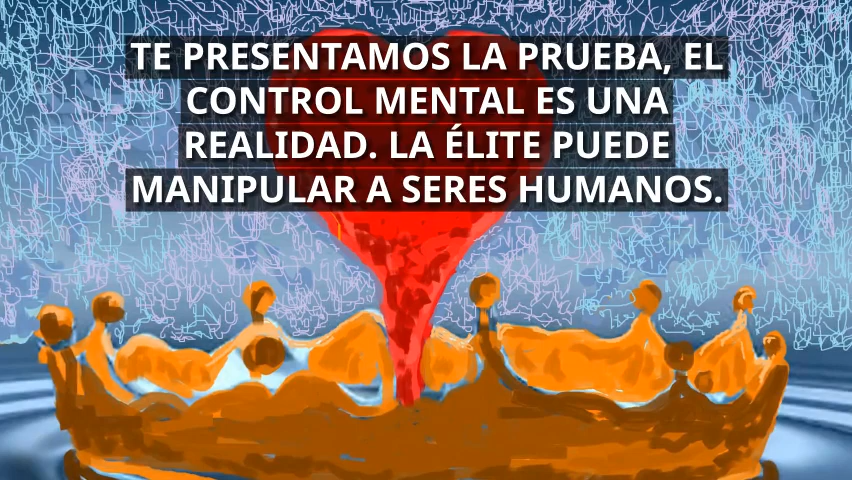 TE PRESENTAMOS LA PRUEBA, EL
CONTROL MENTAL ES UNA
REALIDAD. LA ÉLITE PUEDE
MANIPULAR A SERES HUMANOS.